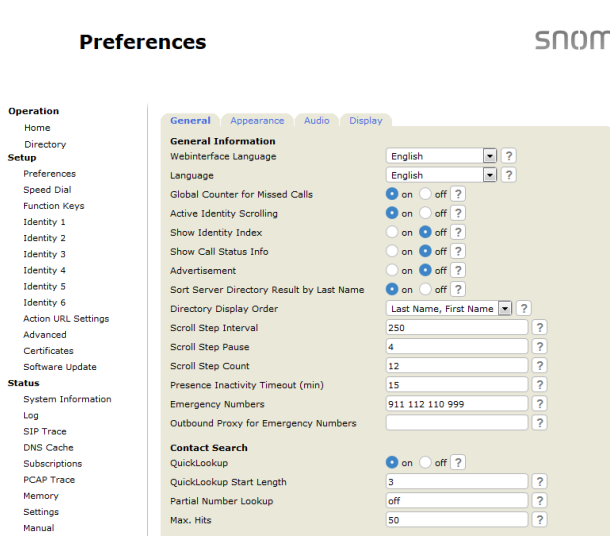 Preferences
snom
Operation
Home
Directory
Setup
Preferences
Speed Dial
Function Keys
Identity 1
Identity 2
Identity 3
Identity 4
Identity 5
Identity 6
Action URL Settings
Advanced
Certificates
Software Update
Status
System Information
Log
SIP Trace
DNS Cache
Subscriptions
PCAP Trace
Memory
Settings
Manual
General Appearance Audio Display
General Information
Webinterface Language English ?
Language English ?
Global Counter for Missed Calls on off ?
Active Identity Scrolling on off ?
Show Identity Index on off ?
Show Call Status Info on off ?
Advertisement on off ?
Sort Server Directory Result by Last Name on off ?
Directory Display Order Last Name, First Name ?
Scroll Step Interval 250 ?
Scroll Step Pause 4 ?
Scroll Step Count 12 ?
Presence Inactivity Timeout (min) 15 ?
Emergency Numbers 911 112 110 999 ?
Outbound Proxy for Emergency Numbers ?
Contact Search
QuickLookup on off ?
QuickLookup Start Length 3 ?
Partial Number Lookup off ?
Max. Hits 50 ?